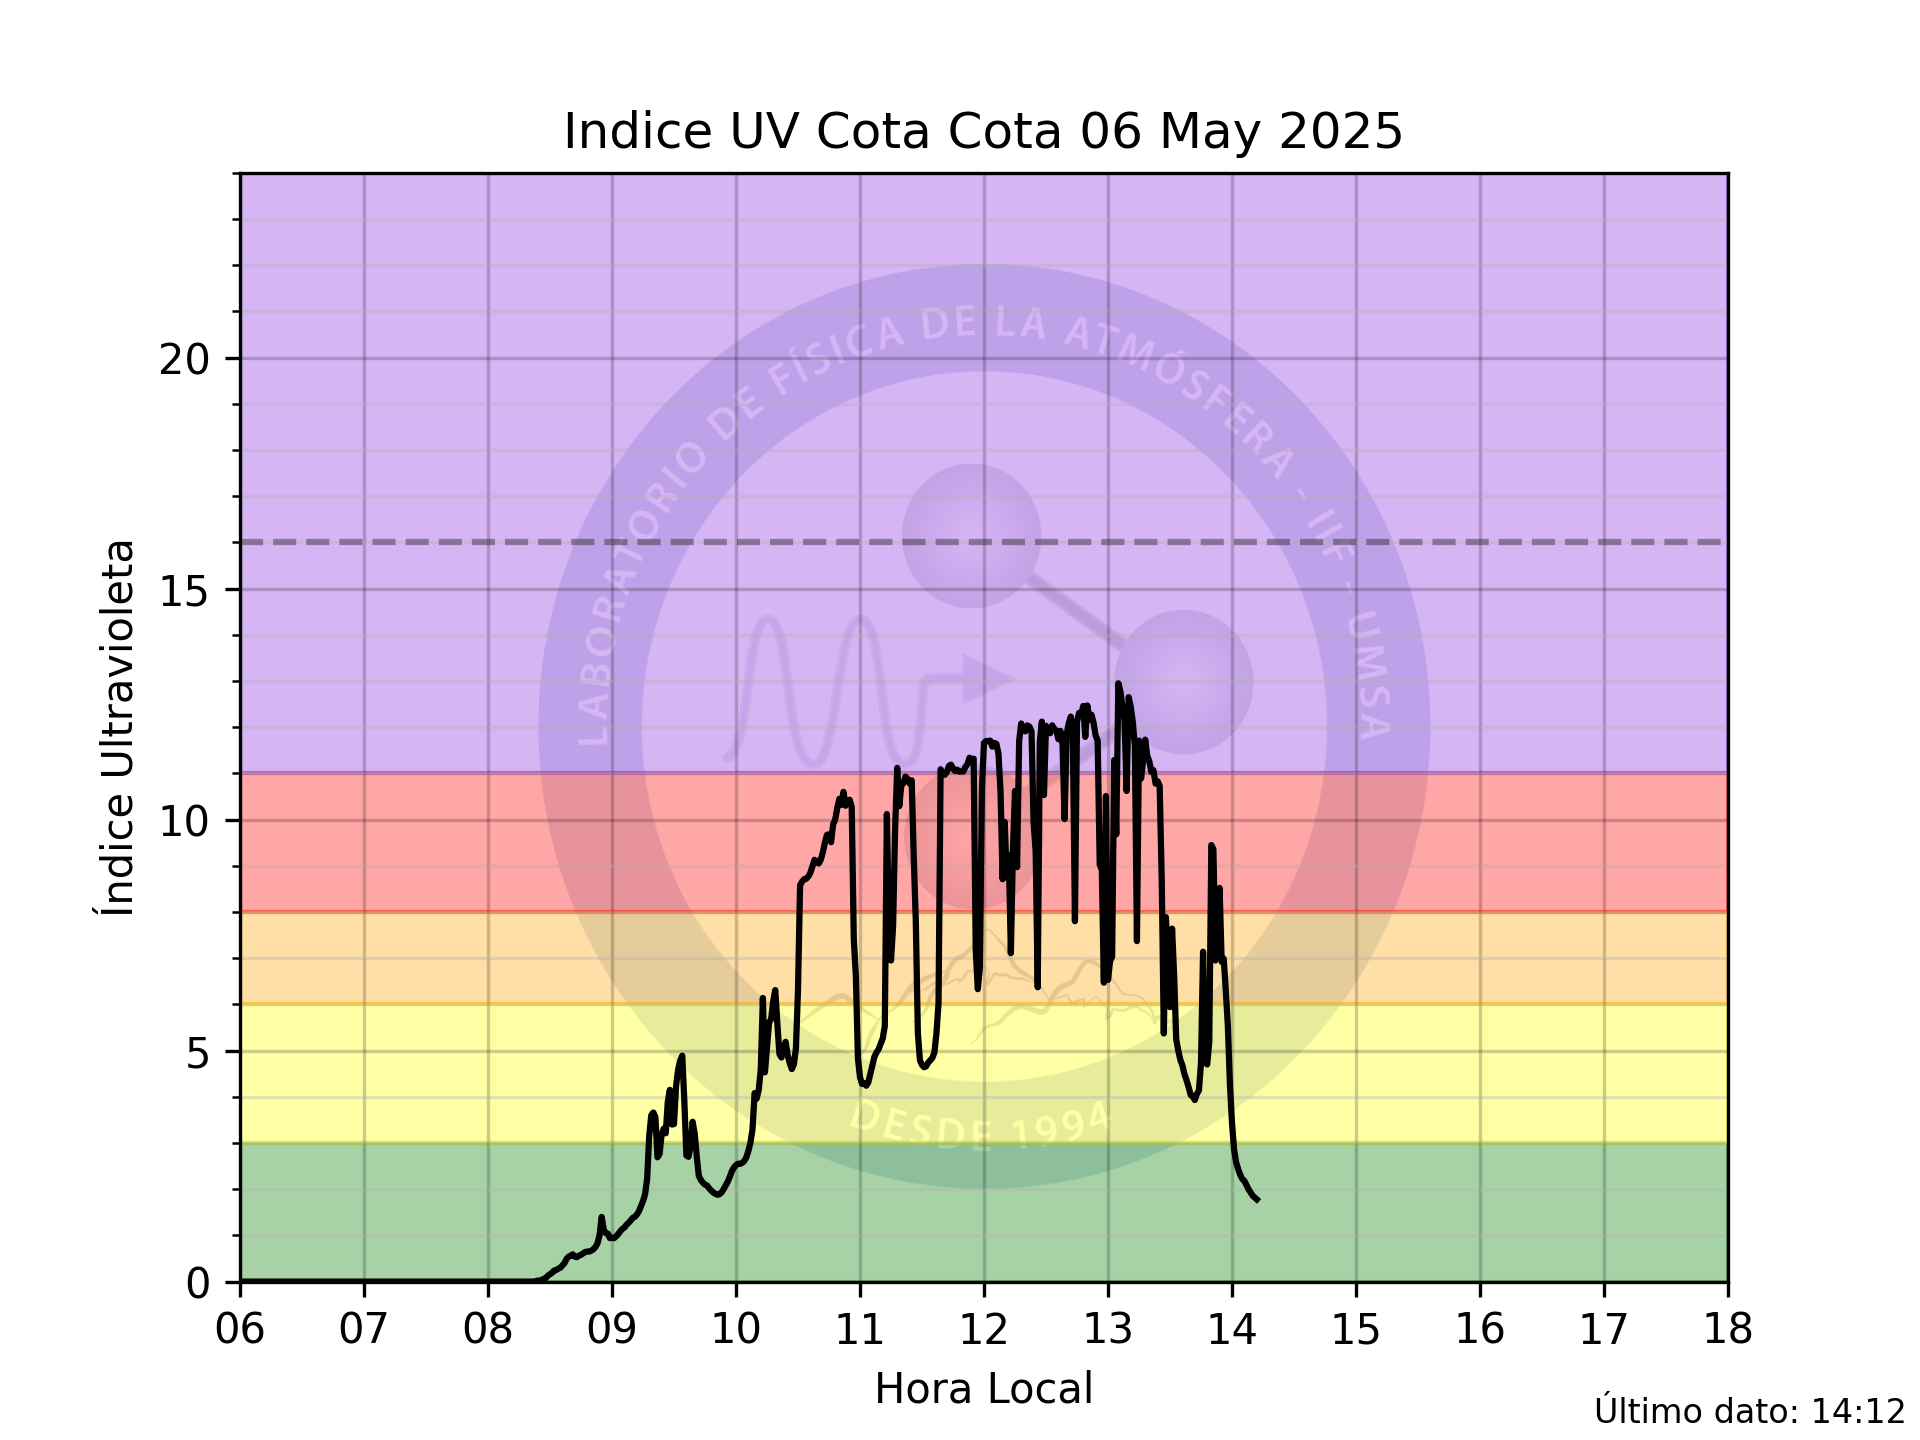 Indice UV Cota Cota 06 May 2025
LABORATORIO DE FÍSICA DE LA ATMÓSFERA - IIF - UMSA
DESDE 1994
Índice Ultravioleta
20
15
10
5
0
06 07 08 09 10 11 12 13 14 15 16 17 18
Hora Local
Último dato: 14:12